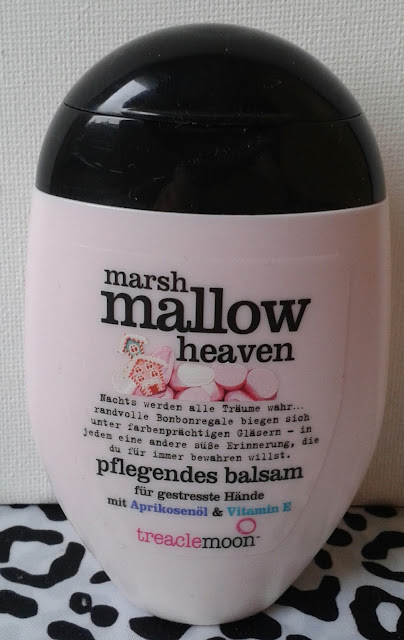 marsh
mallow
heaven
Nachts werden alle Träume wahr...
randvolle Bonbonregale biegen sich
unter farbenprächtigen Gläsern – in
jedem eine andere süße Erinnerung, die
du für immer bewahren willst.
pflegendes balsam
für gestresste Hände
mit Aprikosenöl & Vitamin E
treaclemoon™